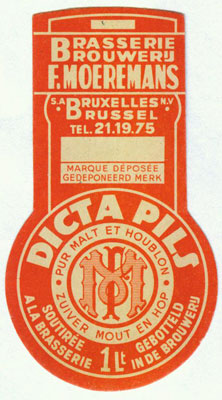 BRASSERIE
BROUWERIJ
F. MOEREMANS
S.A BRUXELLES N.V
BRUSSEL
TEL. 21.19.75
MARQUE DÉPOSÉE
GEDEPONEERD MERK
DICTA PILS
· PUR MALT ET HOUBLON ·
ZUIVER MOUT EN HOP
SOUTIRÉE
A LA BRASSERIE
1 Lt
GEBOTTELD
IN DE BROUWERIJ